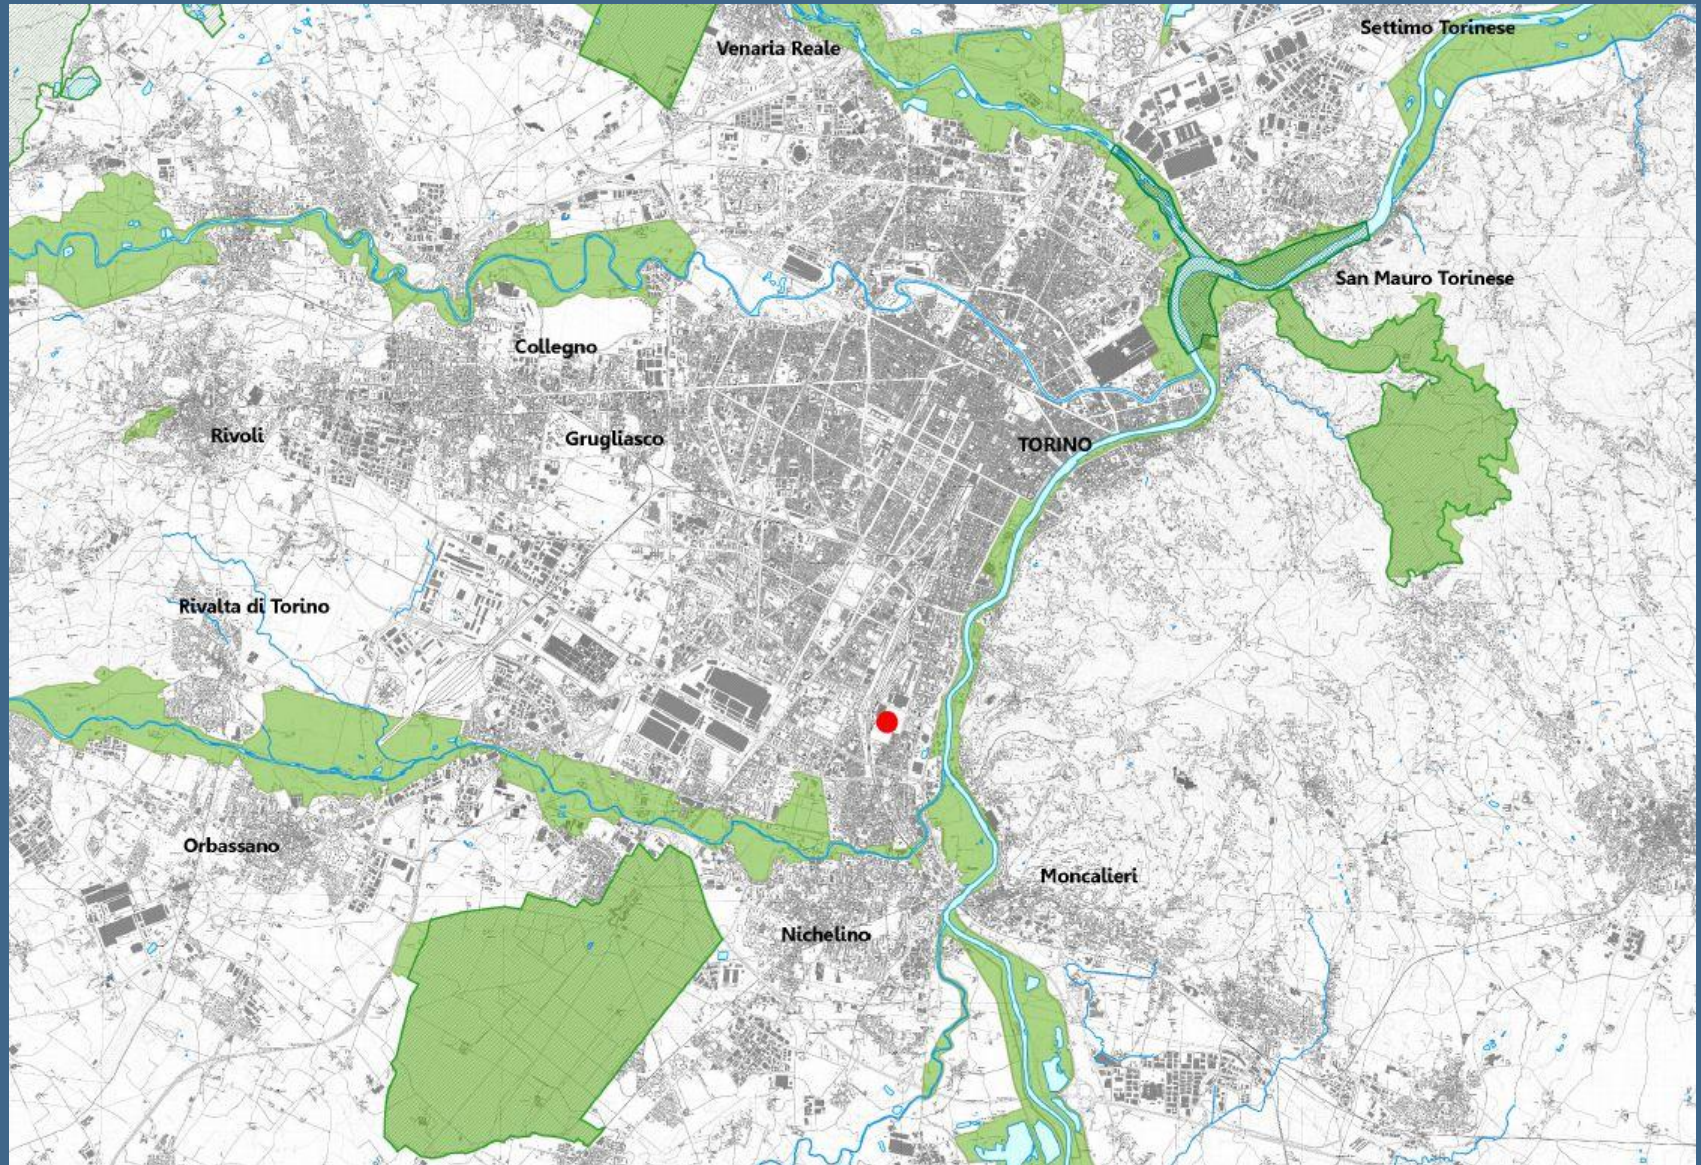 Settimo Torinese
Venaria Reale
San Mauro Torinese
Collegno
Rivoli
Grugliasco
TORINO
Rivalta di Torino
Orbassano
Moncalieri
Nichelino